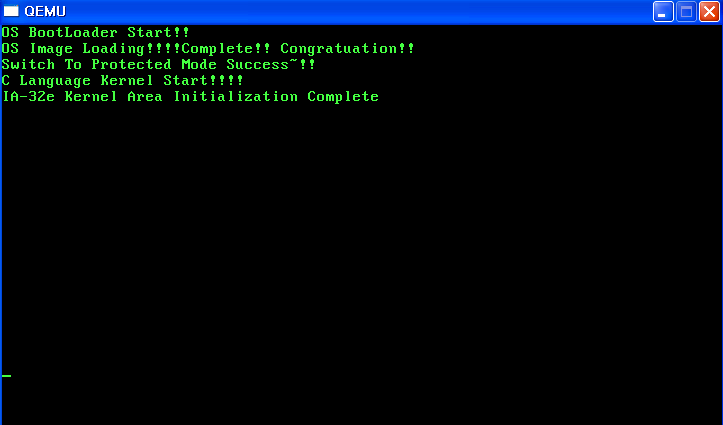 QEMU
OS BootLoader Start!!
OS Image Loading!!!!Complete!! Congratuation!!
Switch To Protected Mode Success~!!
C Language Kernel Start!!!!
IA-32e Kernel Area Initialization Complete